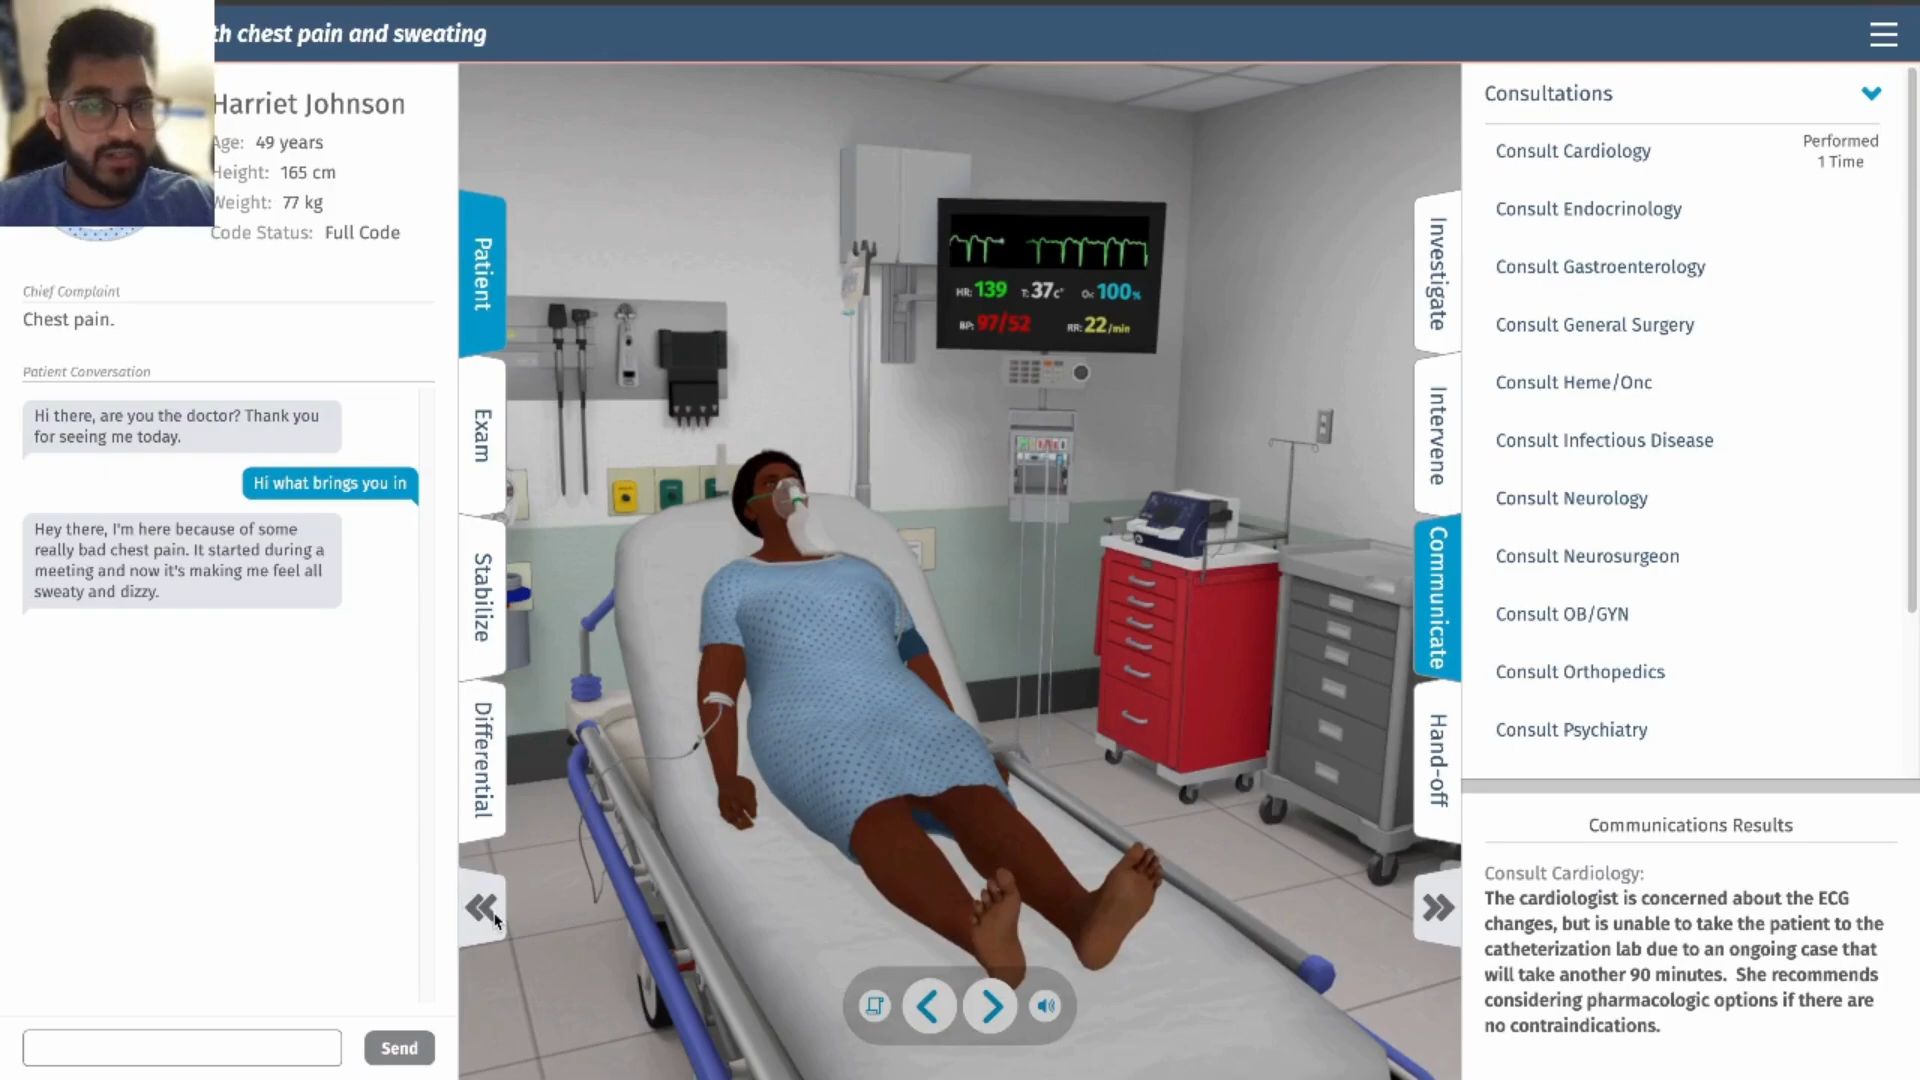 th chest pain and sweating
Harriet Johnson
Age: 49 years
Height: 165 cm
Weight: 77 kg
Code Status: Full Code
Chief Complaint
Chest pain.
Patient Conversation
Hi there, are you the doctor? Thank you
for seeing me today.
Hi what brings you in
Hey there, I'm here because of some
really bad chest pain. It started during a
meeting and now it's making me feel all
sweaty and dizzy.
Send
Patient
Exam
Stabilize
Differential
HR: 139 T: 37c° O₂: 100%
BP: 97/52 RR: 22/min
Investigate
Intervene
Communicate
Hand-off
Consultations
Consult Cardiology
Performed
1 Time
Consult Endocrinology
Consult Gastroenterology
Consult General Surgery
Consult Heme/Onc
Consult Infectious Disease
Consult Neurology
Consult Neurosurgeon
Consult OB/GYN
Consult Orthopedics
Consult Psychiatry
Communications Results
Consult Cardiology:
The cardiologist is concerned about the ECG
changes, but is unable to take the patient to the
catheterization lab due to an ongoing case that
will take another 90 minutes. She recommends
considering pharmacologic options if there are
no contraindications.